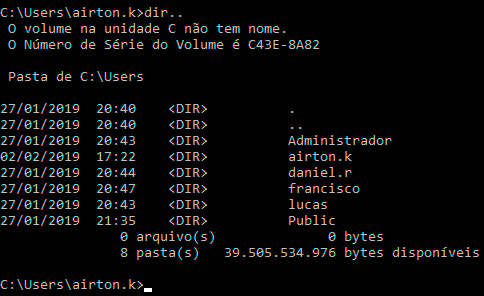 C:\Users\airton.k>dir..
O volume na unidade C não tem nome.
O Número de Série do Volume é C43E-8A82
Pasta de C:\Users
27/01/2019  20:40    <DIR>          .
27/01/2019  20:40    <DIR>          ..
27/01/2019  20:43    <DIR>          Administrador
02/02/2019  17:22    <DIR>          airton.k
27/01/2019  20:44    <DIR>          daniel.r
27/01/2019  20:47    <DIR>          francisco
27/01/2019  20:43    <DIR>          lucas
27/01/2019  21:35    <DIR>          Public
0 arquivo(s)              0 bytes
8 pasta(s)   39.505.534.976 bytes disponíveis
C:\Users\airton.k>